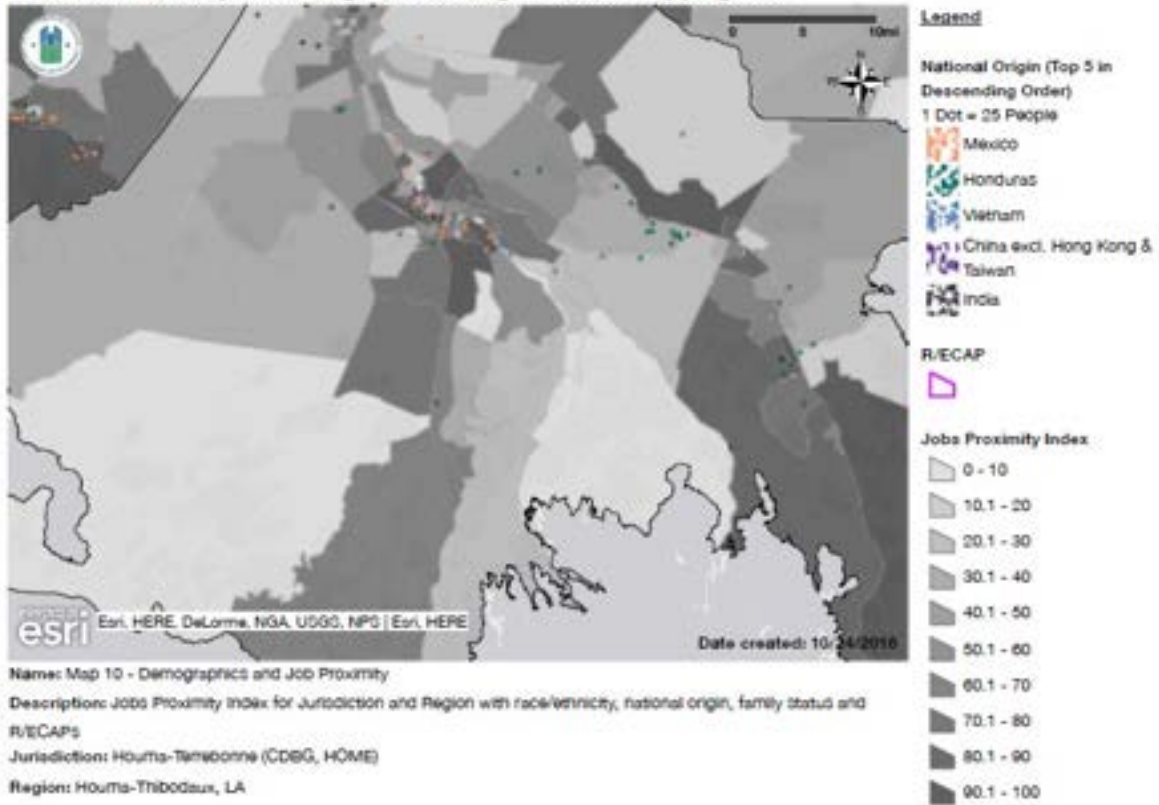 0 5 10mi
N
W E
S
Legend
National Origin (Top 5 in
Descending Order)
1 Dot = 25 People
Mexico
Honduras
Vietnam
China excl. Hong Kong &
Taiwan
India
R/ECAP
Jobs Proximity Index
0 - 10
10.1 - 20
20.1 - 30
30.1 - 40
40.1 - 50
50.1 - 60
60.1 - 70
70.1 - 80
80.1 - 90
90.1 - 100
esri
Esri, HERE, DeLorme, NGA, USGS, NPS | Esri, HERE
Date created: 10/24/2016
Name: Map 10 - Demographics and Job Proximity
Description: Jobs Proximity Index for Jurisdiction and Region with race/ethnicity, national origin, family status and
R/ECAPs
Jurisdiction: Houma-Terrebonne (CDBG, HOME)
Region: Houma-Thibodaux, LA